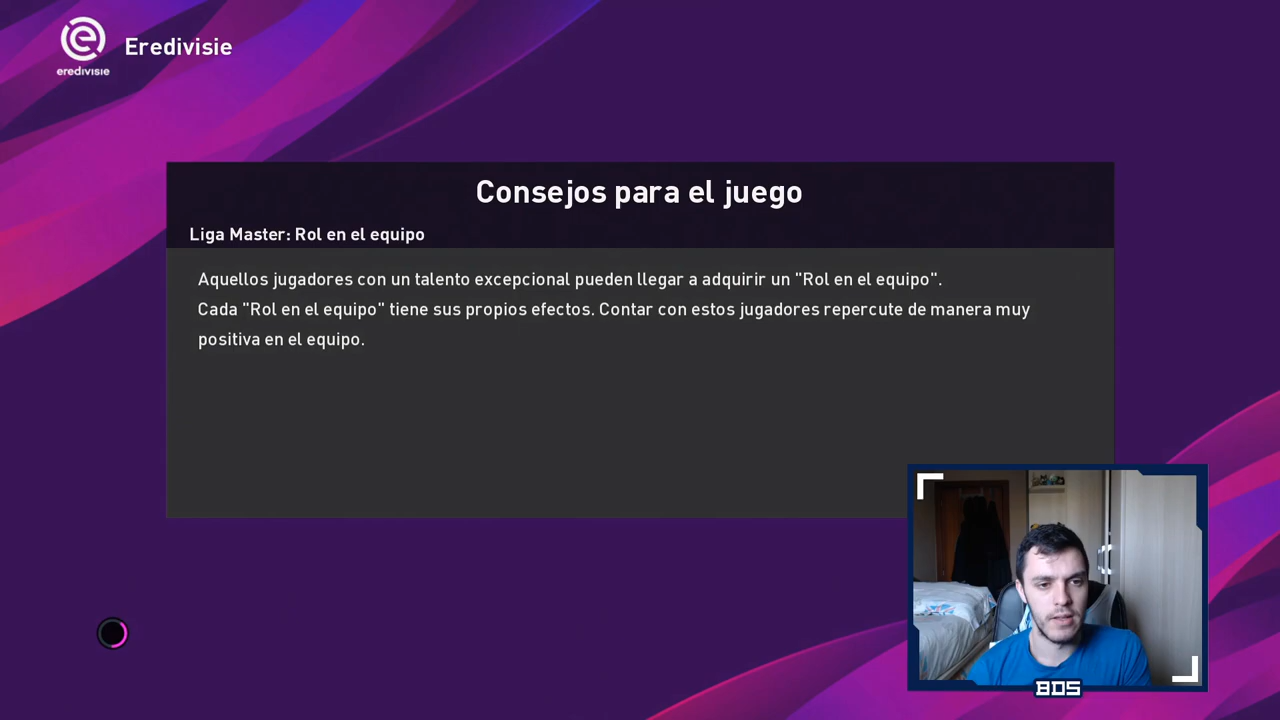 Eredivisie
eredivisie
Consejos para el juego
Liga Master: Rol en el equipo
Aquellos jugadores con un talento excepcional pueden llegar a adquirir un "Rol en el equipo".
Cada "Rol en el equipo" tiene sus propios efectos. Contar con estos jugadores repercute de manera muy
positiva en el equipo.
BDS